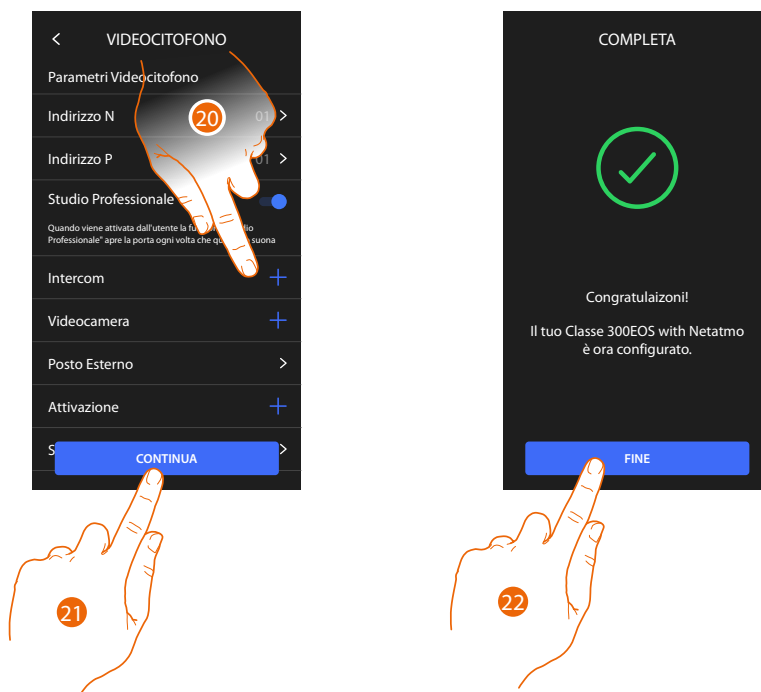 VIDEOCITOFONO
Parametri Videocitofono
Indirizzo N 01
20
Indirizzo P 01
Studio Professionale
Quando viene attivata dall'utente la
Professionale" apre la porta ogni volta che suona
Intercom
Videocamera
Posto Esterno
Attivazione
S
CONTINUA
21
COMPLETA
Congratulaizoni!
Il tuo Classe 300EOS with Netatmo
è ora configurato.
FINE
22